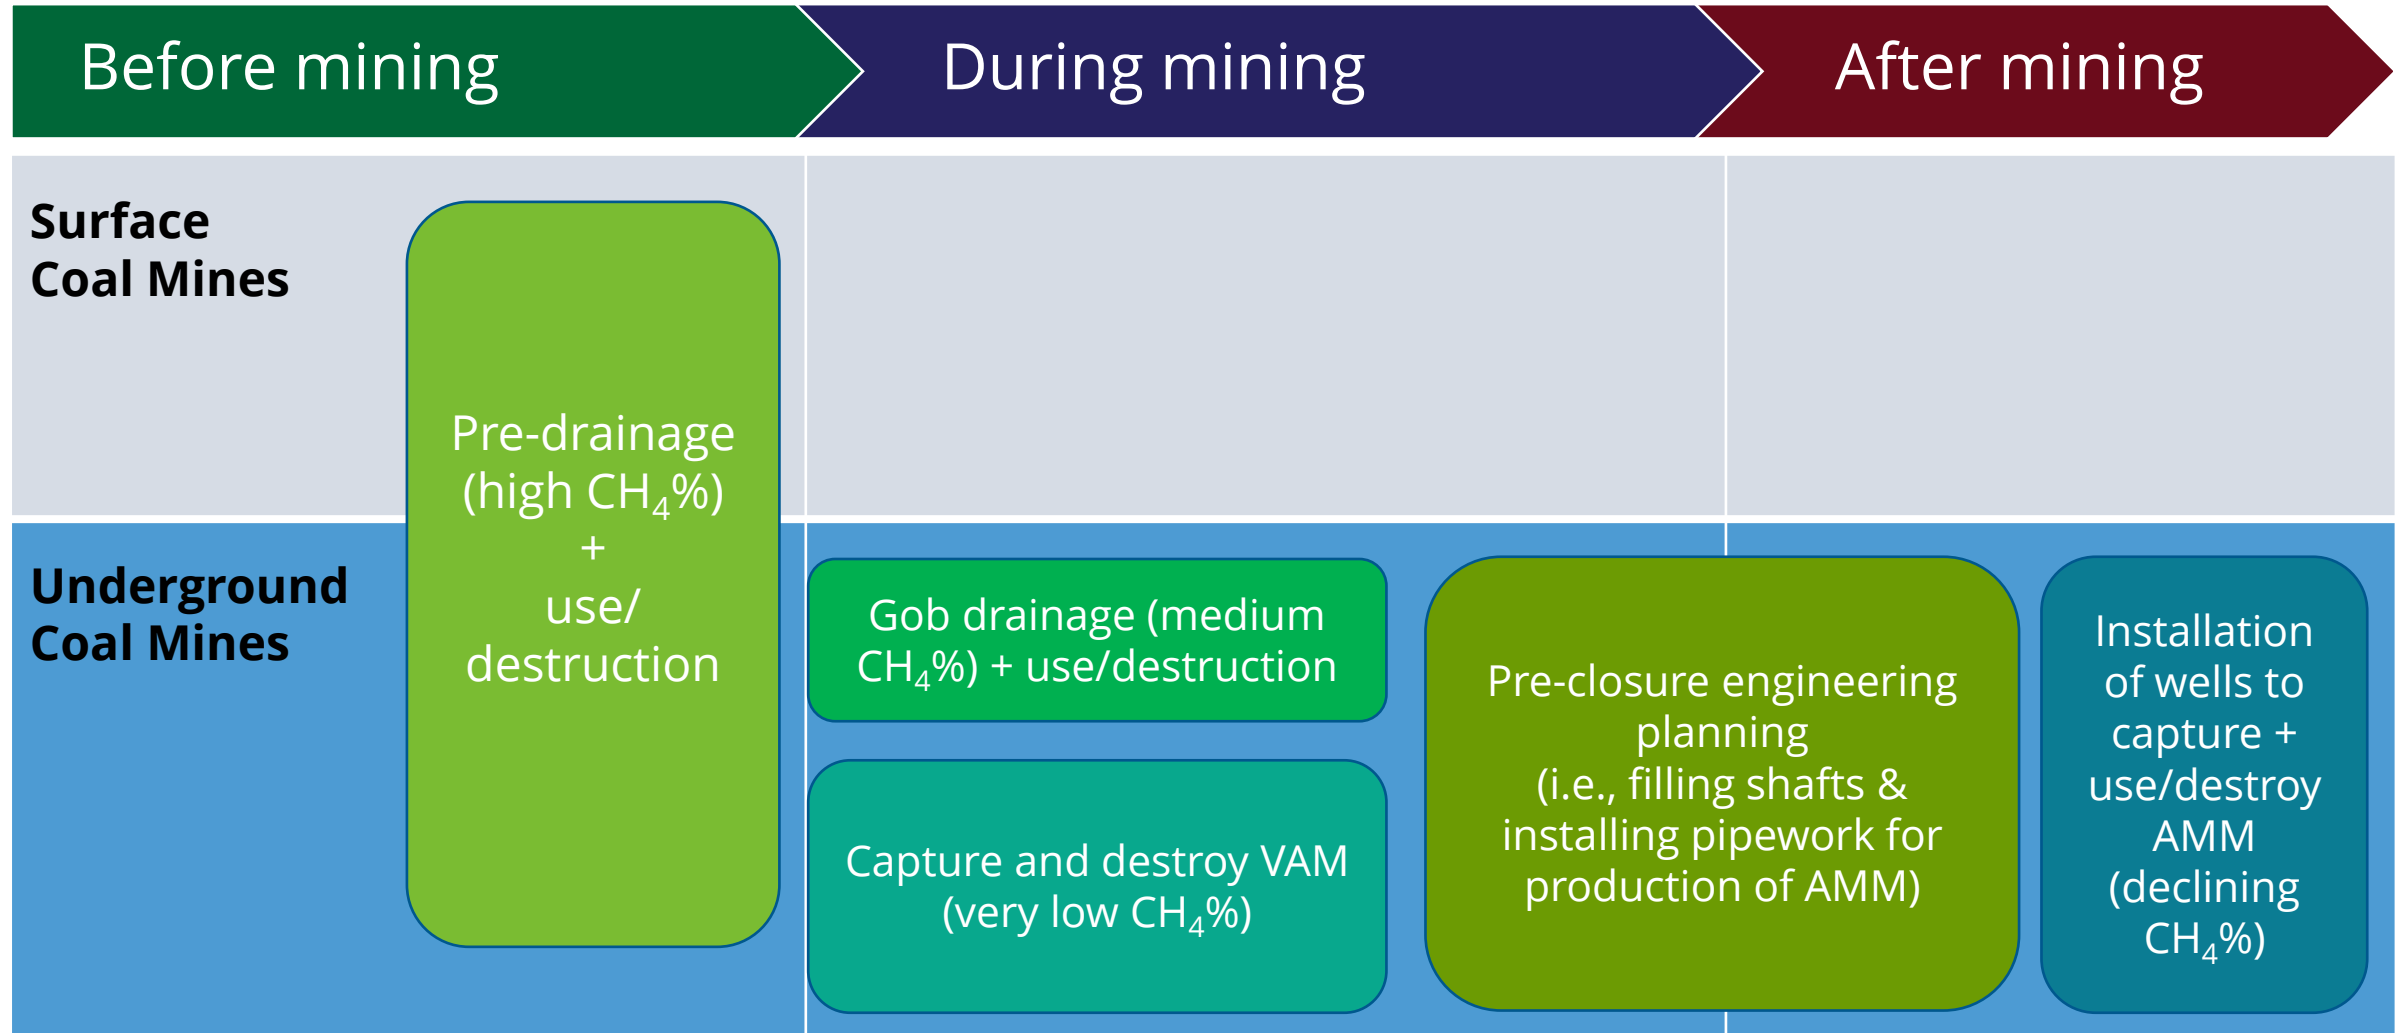 Before mining
During mining
After mining
Surface
Coal Mines
Pre-drainage
(high CH₄%)
+
use/
destruction
Underground
Coal Mines
Gob drainage (medium
CH₄%) + use/destruction
Capture and destroy VAM
(very low CH₄%)
Pre-closure engineering
planning
(i.e., filling shafts &
installing pipework for
production of AMM)
Installation
of wells to
capture +
use/destroy
AMM
(declining
CH₄%)